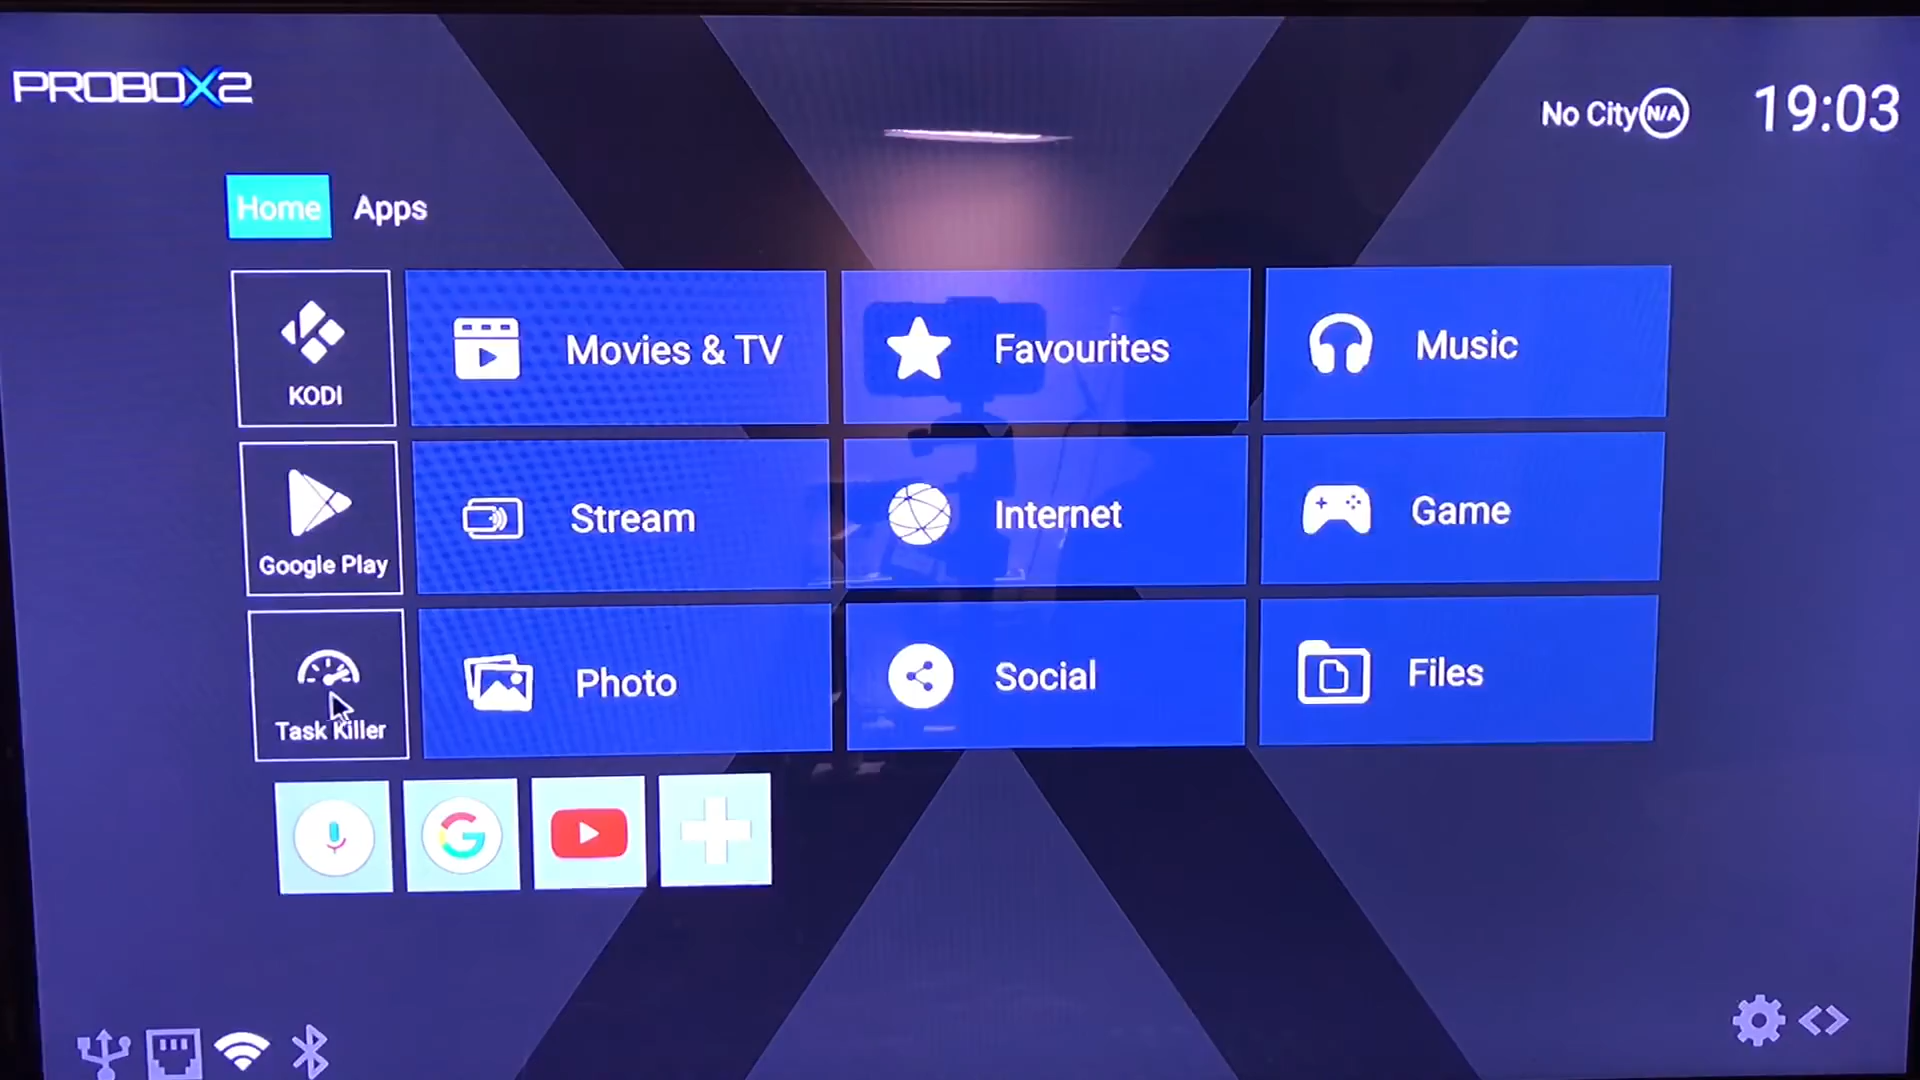 PROBOX2
No City N/A 19:03
Home Apps
KODI
Movies & TV
Favourites
Music
Google Play
Stream
Internet
Game
Task Killer
Photo
Social
Files
G